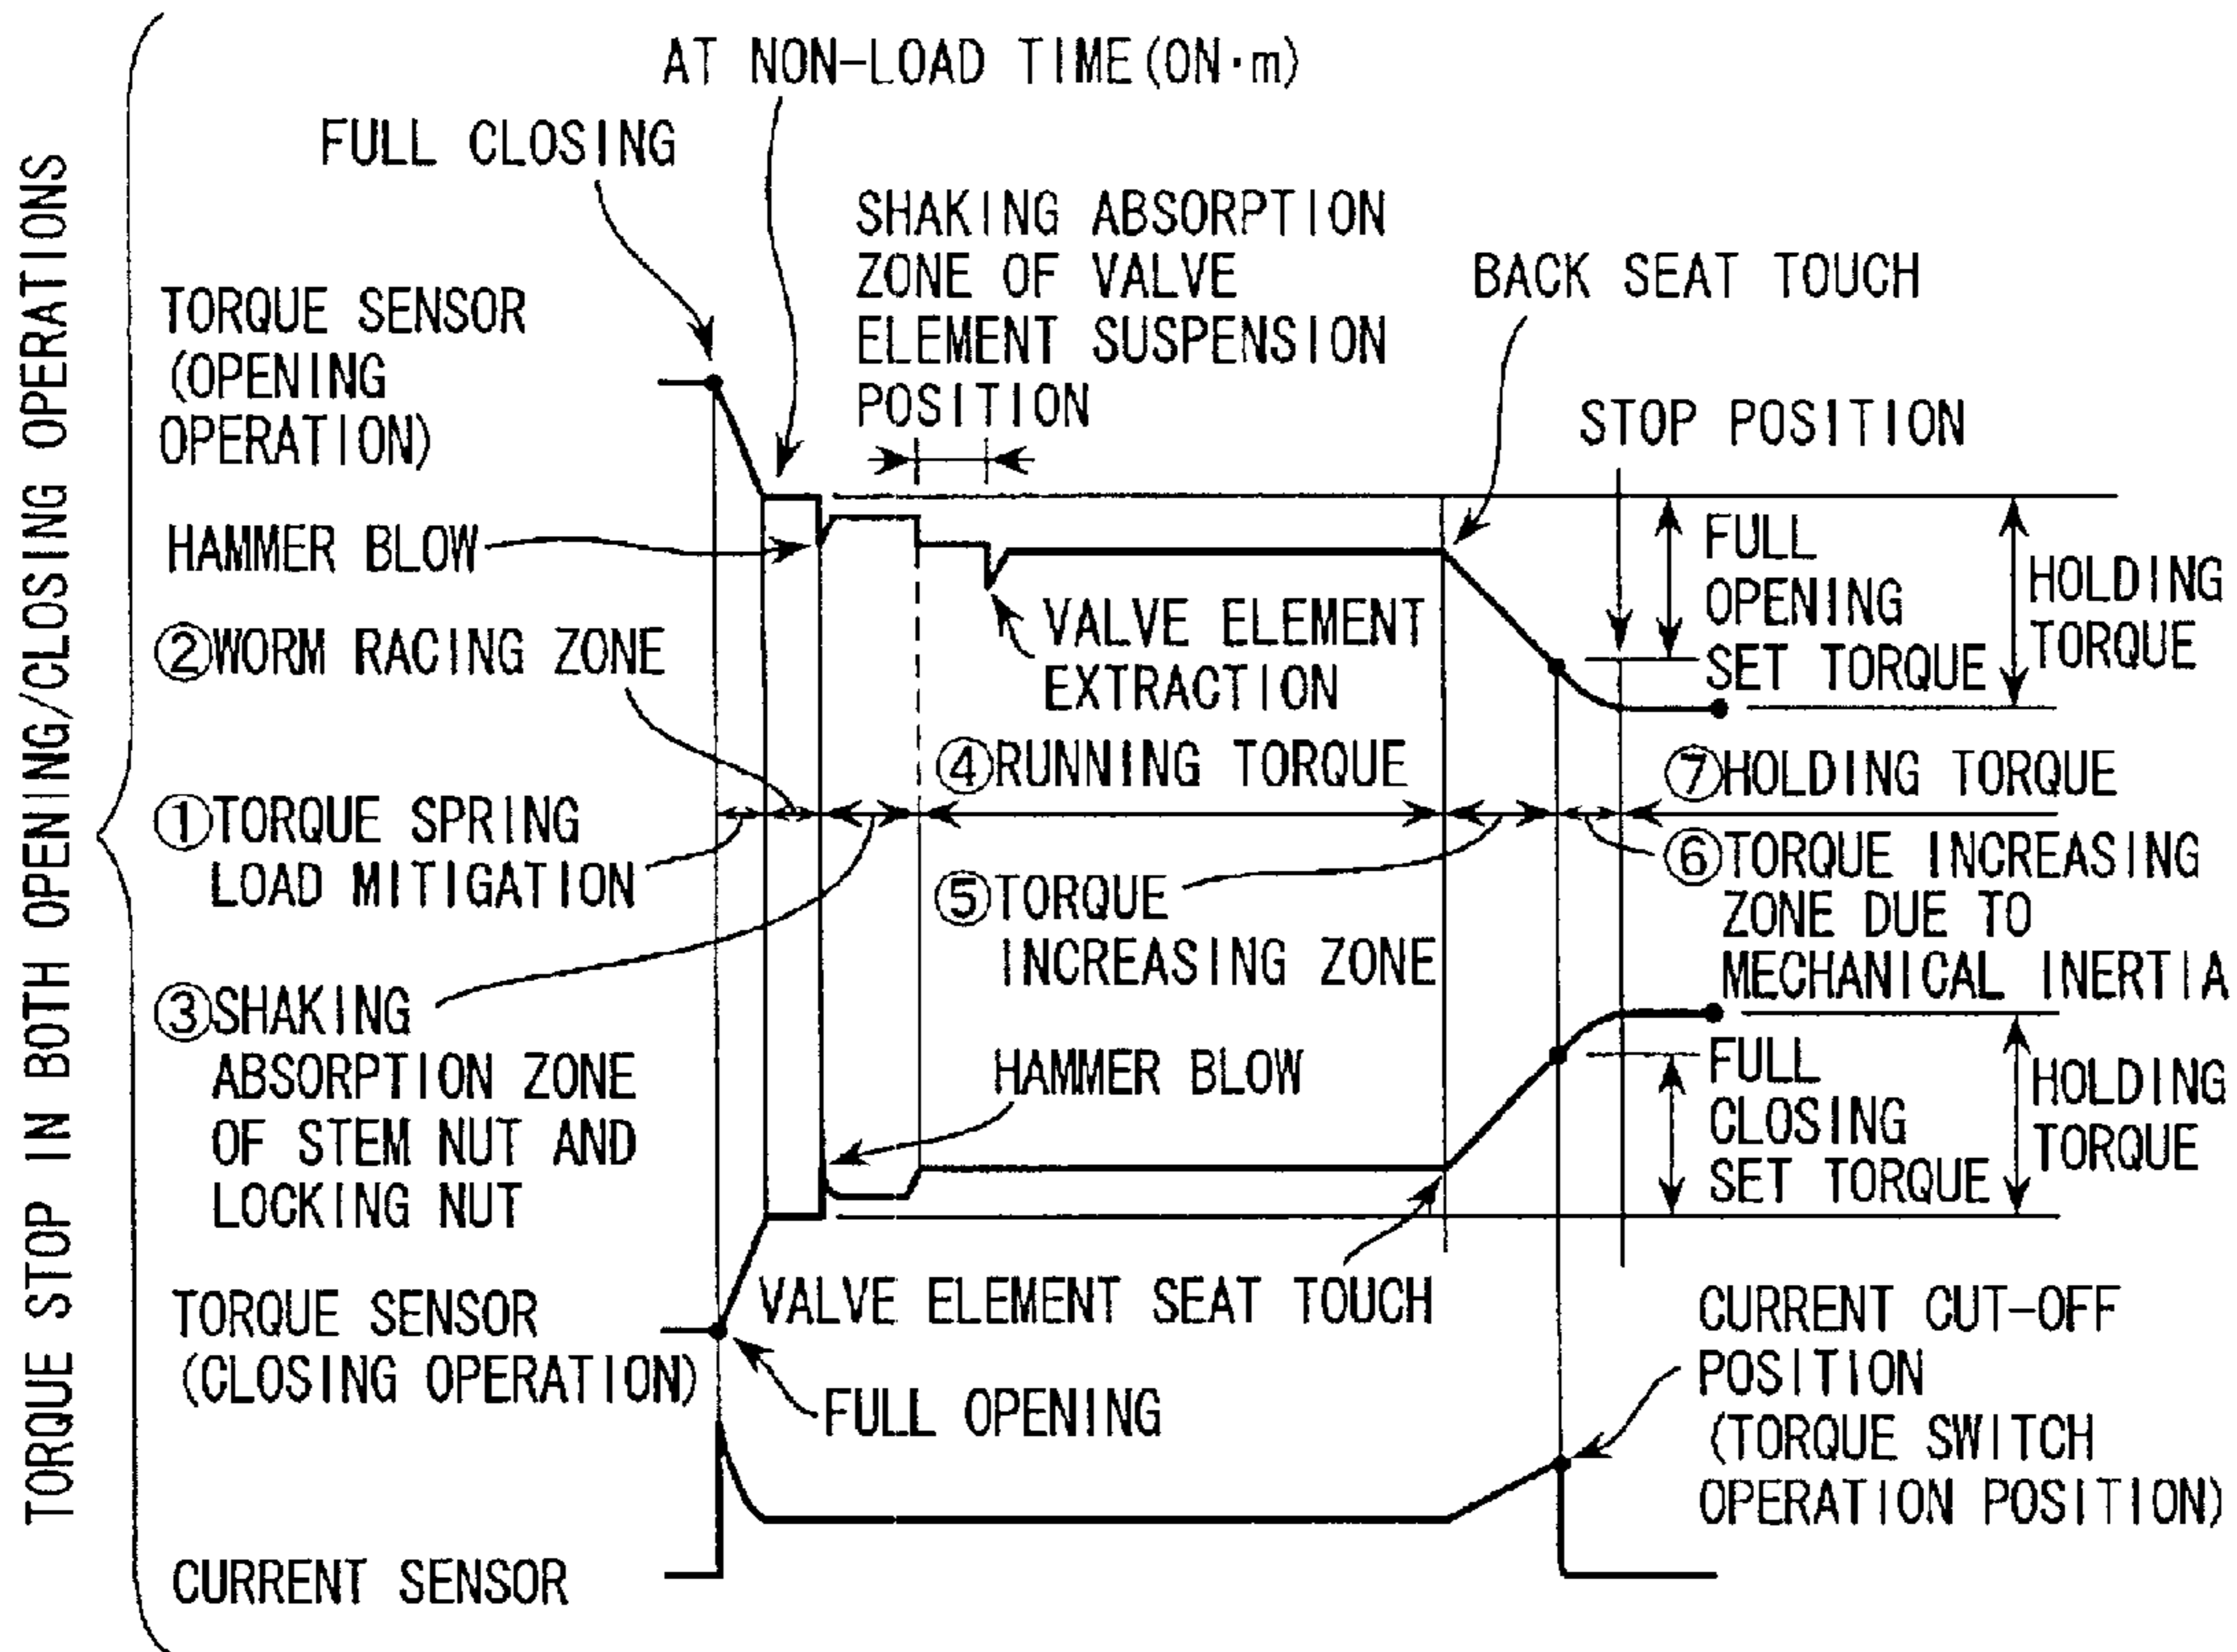 TORQUE STOP IN BOTH OPENING/CLOSING OPERATIONS
AT NON-LOAD TIME(0N·m)
FULL CLOSING
SHAKING ABSORPTION
ZONE OF VALVE
ELEMENT SUSPENSION
POSITION
BACK SEAT TOUCH
TORQUE SENSOR
(OPENING
OPERATION)
STOP POSITION
HAMMER BLOW
FULL
OPENING
SET TORQUE
HOLDING
TORQUE
②WORM RACING ZONE
VALVE ELEMENT
EXTRACTION
④RUNNING TORQUE
⑦HOLDING TORQUE
①TORQUE SPRING
LOAD MITIGATION
⑤TORQUE
INCREASING ZONE
⑥TORQUE INCREASING
ZONE DUE TO
MECHANICAL INERTIA
③SHAKING
ABSORPTION ZONE
OF STEM NUT AND
LOCKING NUT
HAMMER BLOW
FULL
CLOSING
SET TORQUE
HOLDING
TORQUE
VALVE ELEMENT SEAT TOUCH
TORQUE SENSOR
(CLOSING OPERATION)
FULL OPENING
CURRENT CUT-OFF
POSITION
(TORQUE SWITCH
OPERATION POSITION)
CURRENT SENSOR